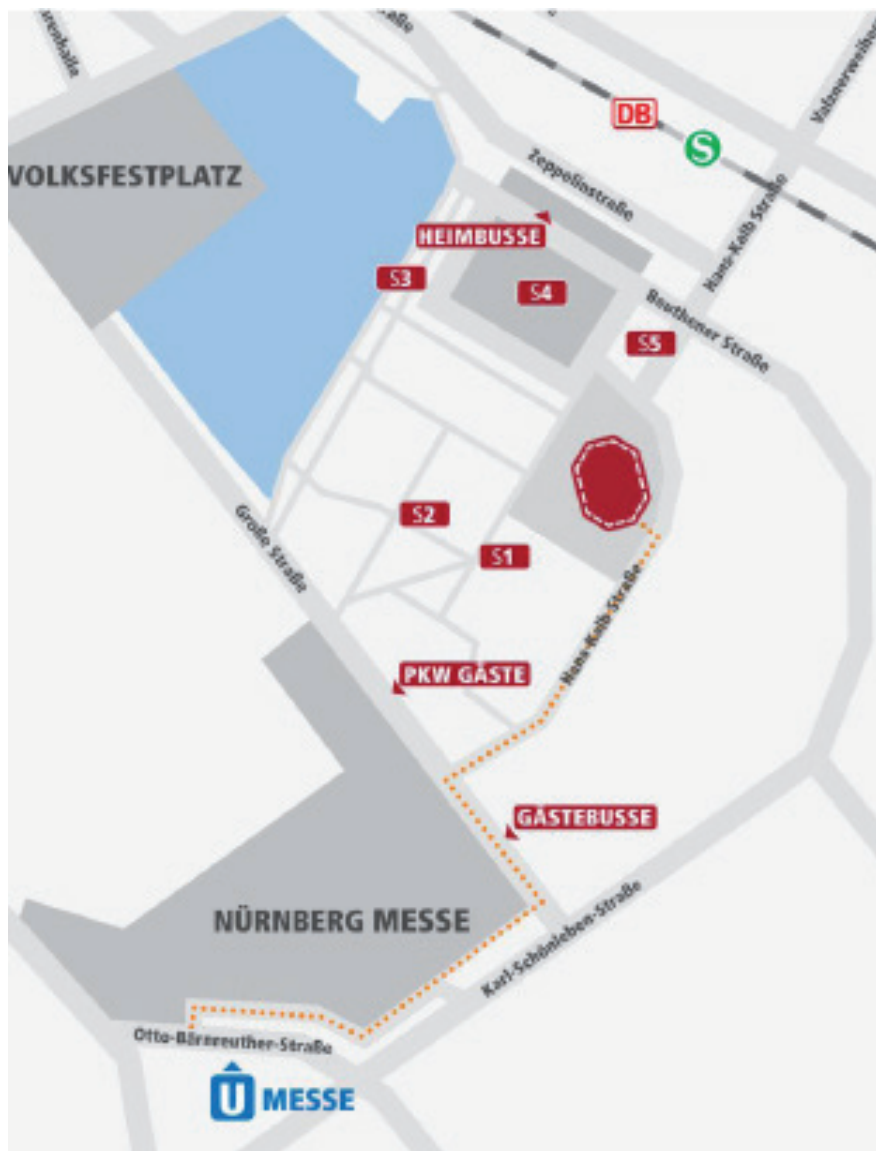 VOLKSFESTPLATZ
DB
S
Zeppelinstraße
Hans-Kalb Straße
HEIMBUSSE
S3
S4
Beuthener Straße
S5
Große Straße
S2
S1
Hans-Kalb-Straße
PKW GÄSTE
GÄSTEBUSSE
NÜRNBERG MESSE
Karl-Schönleben-Straße
Otto-Bärnreuther-Straße
U MESSE